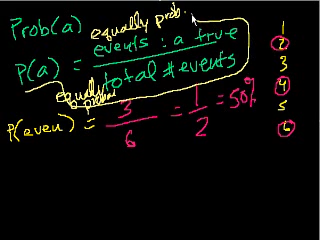 Prob(a) equally prob.
P(a) = events : a true
total # events
equally probable
P(even) = 3/6 = 1/2 = 50%
1
2
3
4
5
6